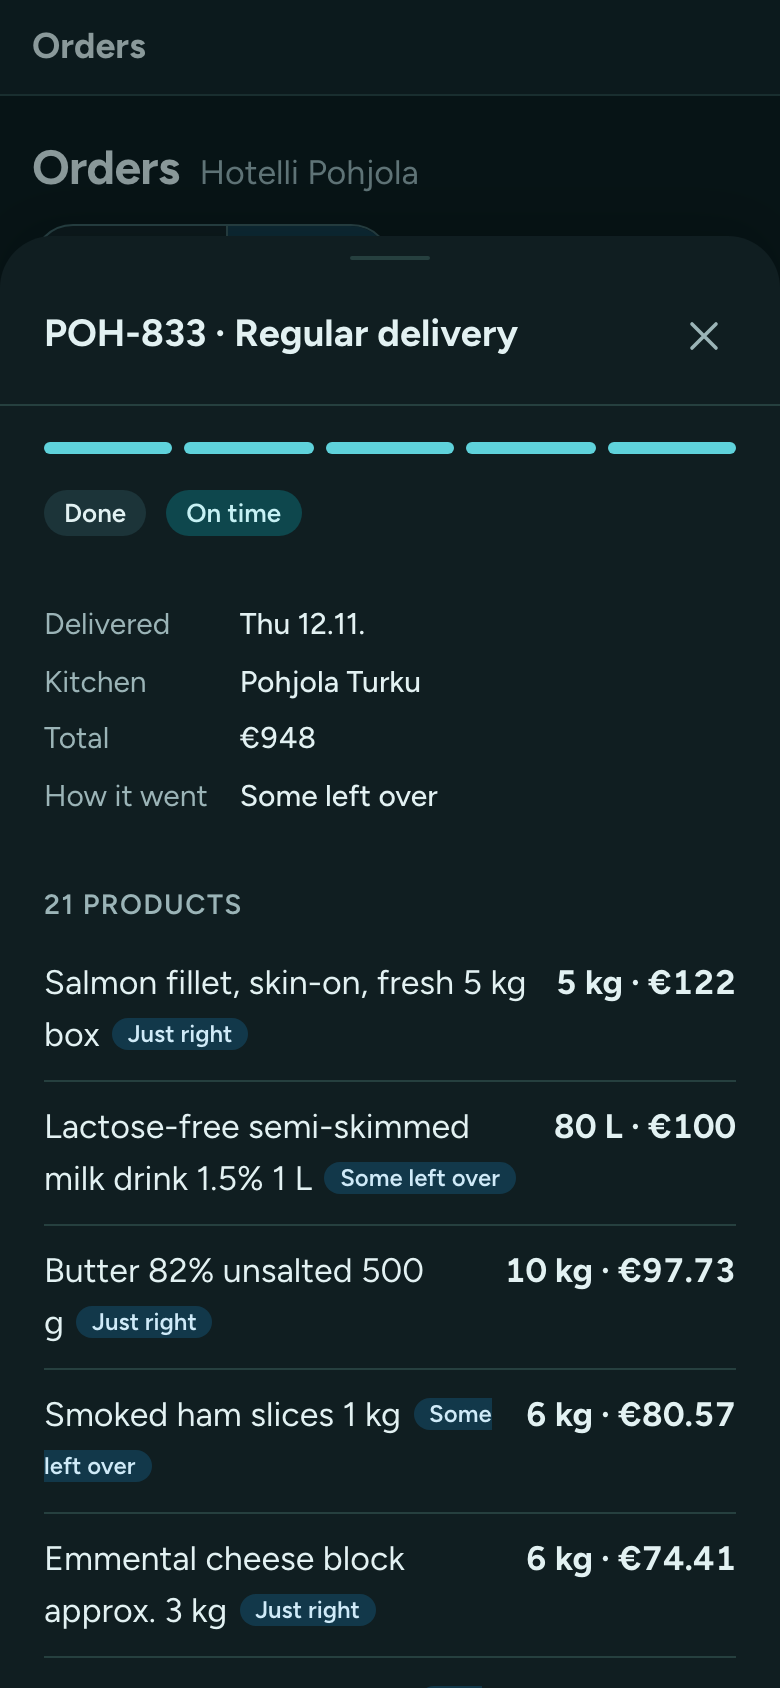 Orders
Orders Hotelli Pohjola
POH-833 · Regular delivery
Done On time
Delivered Thu 12.11.
Kitchen Pohjola Turku
Total €948
How it went Some left over
21 PRODUCTS
Salmon fillet, skin-on, fresh 5 kg 5 kg · €122
box Just right
Lactose-free semi-skimmed 80 L · €100
milk drink 1.5% 1 L Some left over
Butter 82% unsalted 500 10 kg · €97.73
g Just right
Smoked ham slices 1 kg Some 6 kg · €80.57
left over
Emmental cheese block 6 kg · €74.41
approx. 3 kg Just right